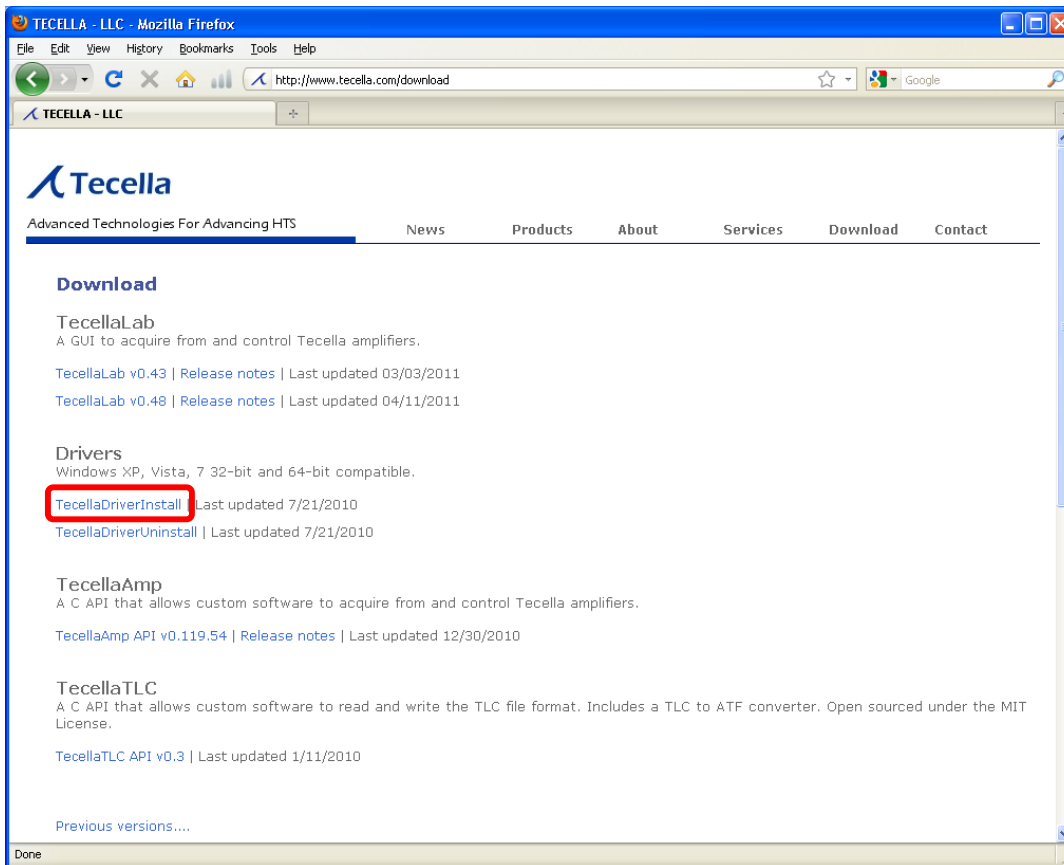 TECELLA - LLC - Mozilla Firefox
File Edit View History Bookmarks Tools Help
http://www.tecella.com/download
Google
TECELLA - LLC
Tecella
Advanced Technologies For Advancing HTS
News Products About Services Download Contact
Download
TecellaLab
A GUI to acquire from and control Tecella amplifiers.
TecellaLab v0.43 | Release notes | Last updated 03/03/2011
TecellaLab v0.48 | Release notes | Last updated 04/11/2011
Drivers
Windows XP, Vista, 7 32-bit and 64-bit compatible.
TecellaDriverInstall | Last updated 7/21/2010
TecellaDriverUninstall | Last updated 7/21/2010
TecellaAmp
A C API that allows custom software to acquire from and control Tecella amplifiers.
TecellaAmp API v0.119.54 | Release notes | Last updated 12/30/2010
TecellaTLC
A C API that allows custom software to read and write the TLC file format. Includes a TLC to ATF converter. Open sourced under the MIT
License.
TecellaTLC API v0.3 | Last updated 1/11/2010
Previous versions....
Done